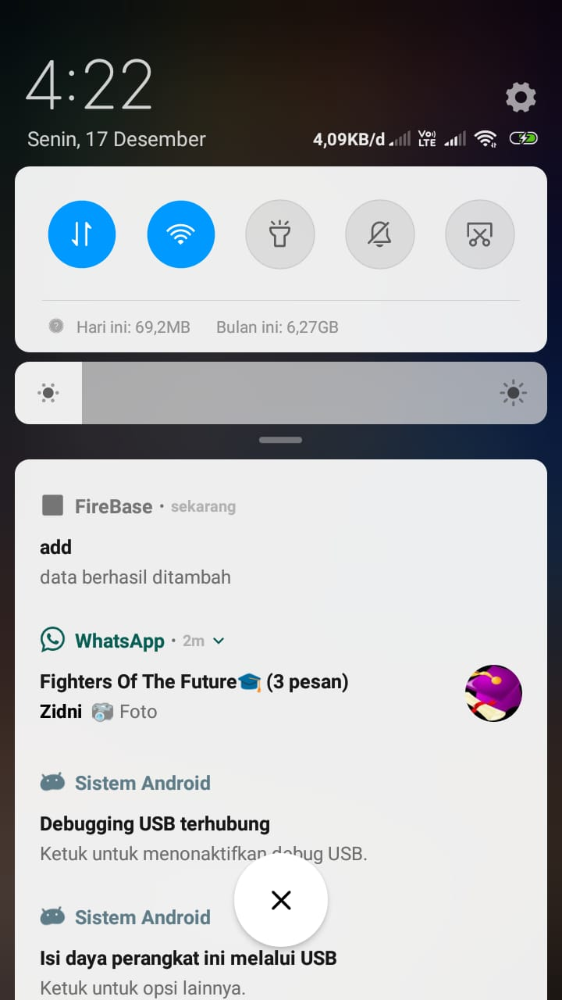 4:22
Senin, 17 Desember
4,09KB/d Vo)) LTE
Hari ini: 69,2MB Bulan ini: 6,27GB
FireBase • sekarang
add
data berhasil ditambah
WhatsApp • 2m
Fighters Of The Future🎓 (3 pesan)
Zidni 📷 Foto
Sistem Android
Debugging USB terhubung
Ketuk untuk menonaktifkan debug USB.
Sistem Android
Isi daya perangkat ini melalui USB
Ketuk untuk opsi lainnya.